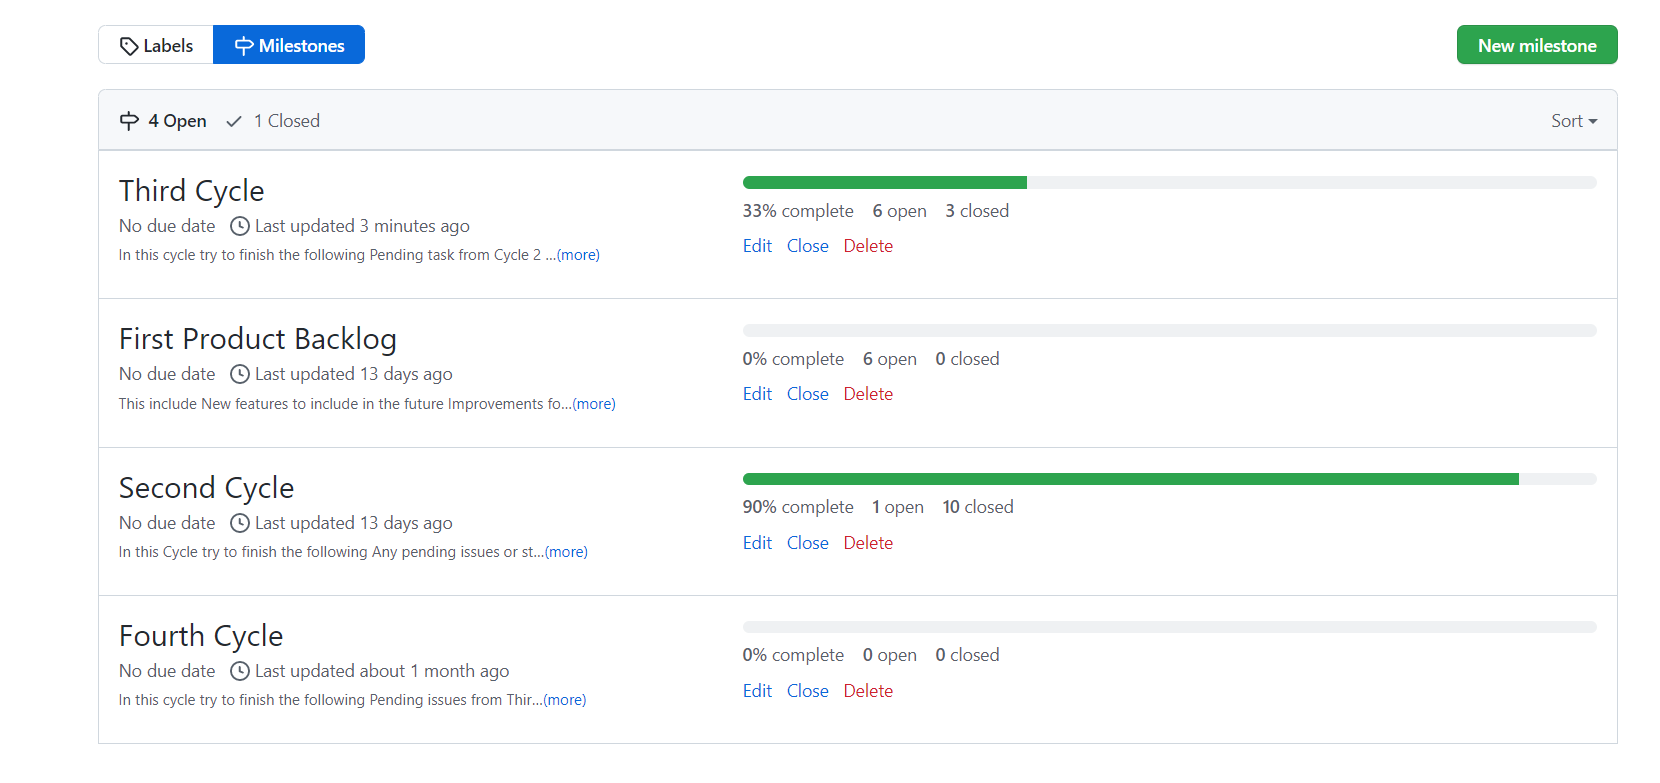 Labels Milestones New milestone
4 Open 1 Closed Sort
Third Cycle
No due date Last updated 3 minutes ago
In this cycle try to finish the following Pending task from Cycle 2 ...(more)
33% complete 6 open 3 closed
Edit Close Delete
First Product Backlog
No due date Last updated 13 days ago
This include New features to include in the future Improvements fo...(more)
0% complete 6 open 0 closed
Edit Close Delete
Second Cycle
No due date Last updated 13 days ago
In this Cycle try to finish the following Any pending issues or st...(more)
90% complete 1 open 10 closed
Edit Close Delete
Fourth Cycle
No due date Last updated about 1 month ago
In this cycle try to finish the following Pending issues from Thir...(more)
0% complete 0 open 0 closed
Edit Close Delete